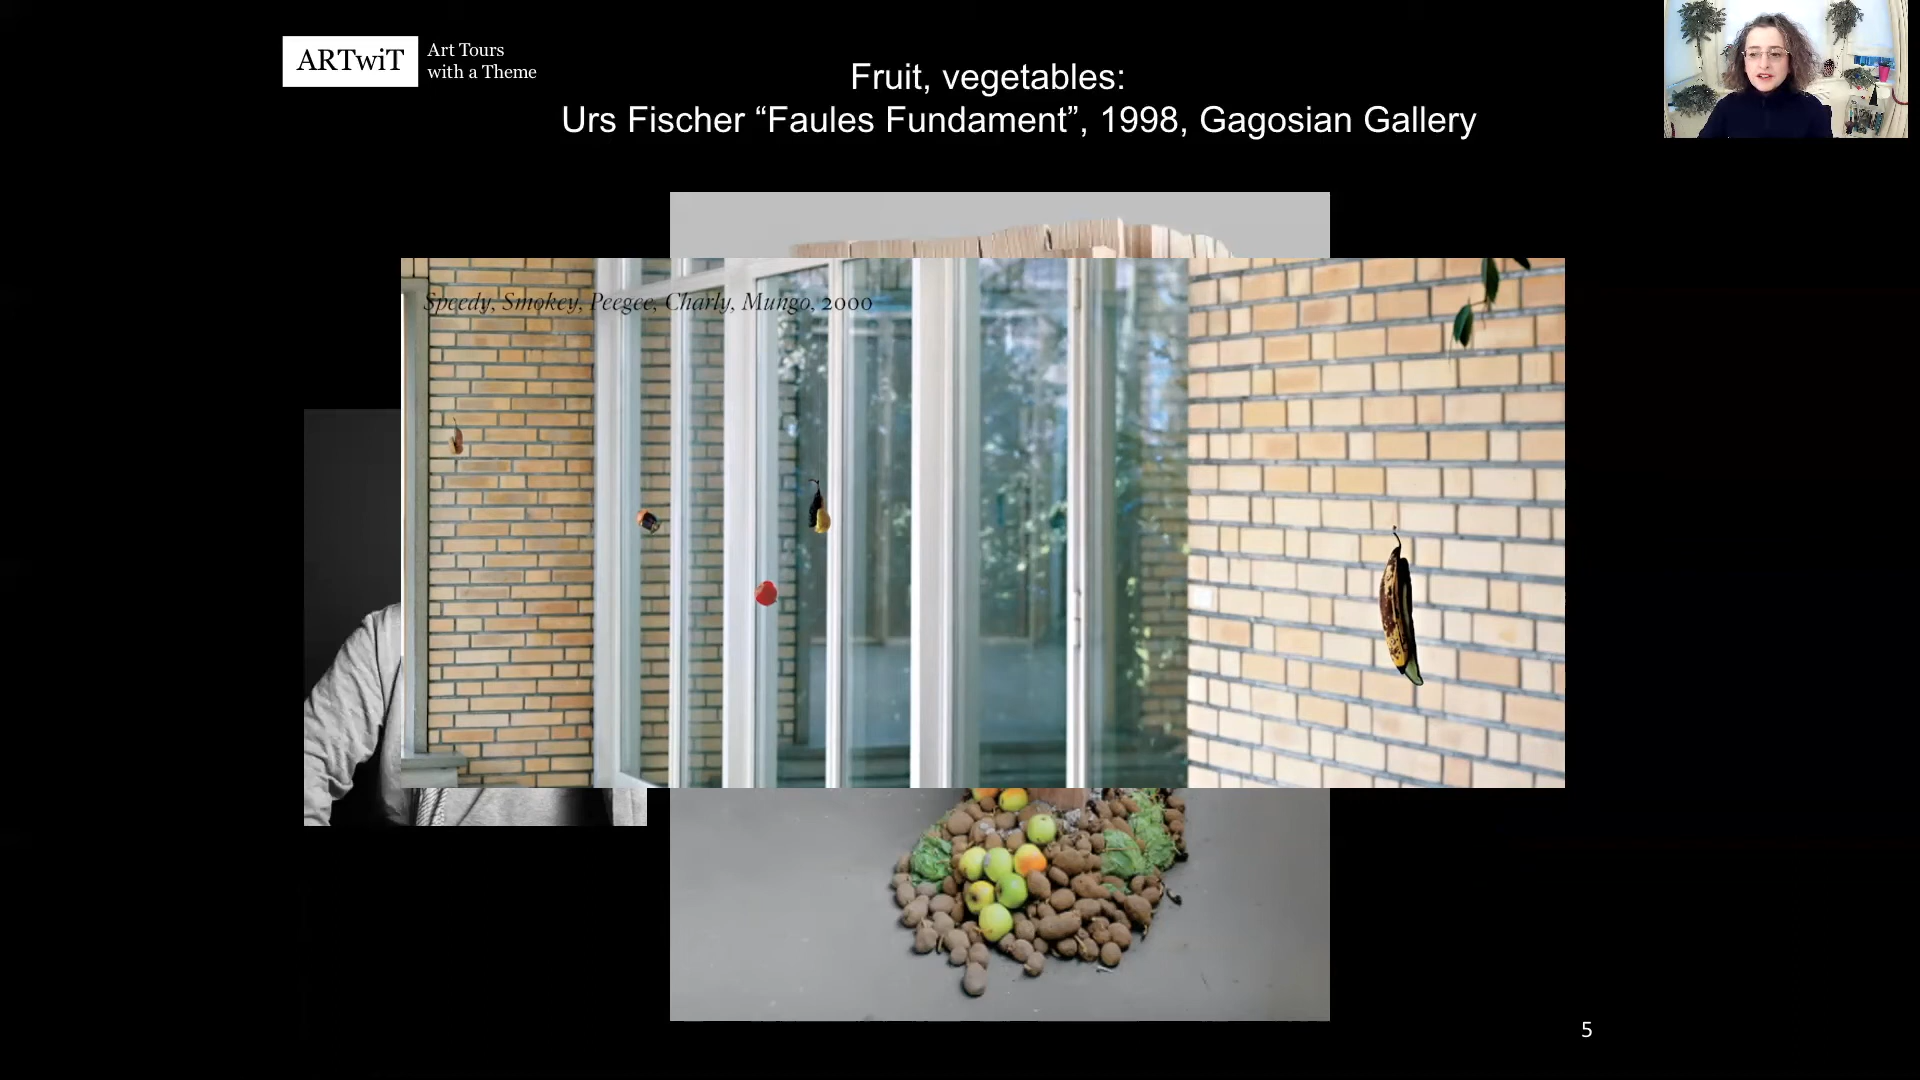 ARTwiT
Art Tours
with a Theme
Fruit, vegetables:
Urs Fischer “Faules Fundament”, 1998, Gagosian Gallery
Speedy, Smokey, Peegee, Charly, Mungo, 2000
5